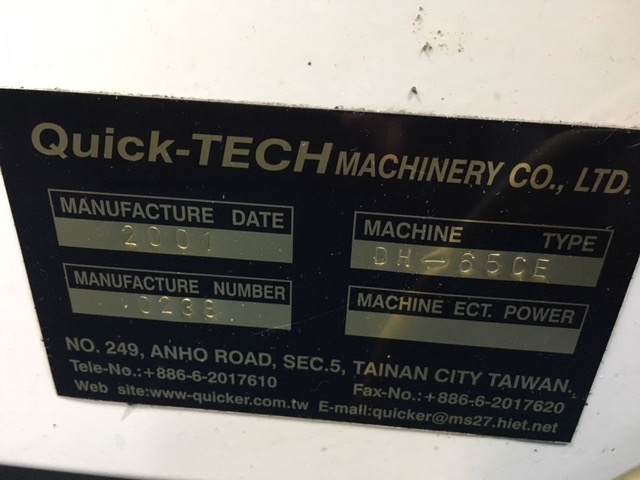 Quick-TECH MACHINERY CO., LTD.
MANUFACTURE DATE
2001
MACHINE TYPE
DH-65CE
MANUFACTURE NUMBER
0238
MACHINE ECT. POWER
NO. 249, ANHO ROAD, SEC.5, TAINAN CITY TAIWAN.
Tele-No.:+886-6-2017610 Fax-No.:+886-6-2017620
Web site:www-quicker.com.tw E-mail:quicker@ms27.hiet.net